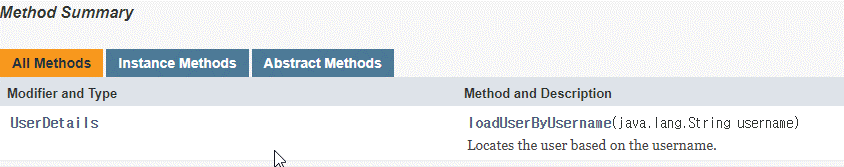 Method Summary
All Methods Instance Methods Abstract Methods
Modifier and Type Method and Description
UserDetails loadUserByUsername(java.lang.String username)
Locates the user based on the username.